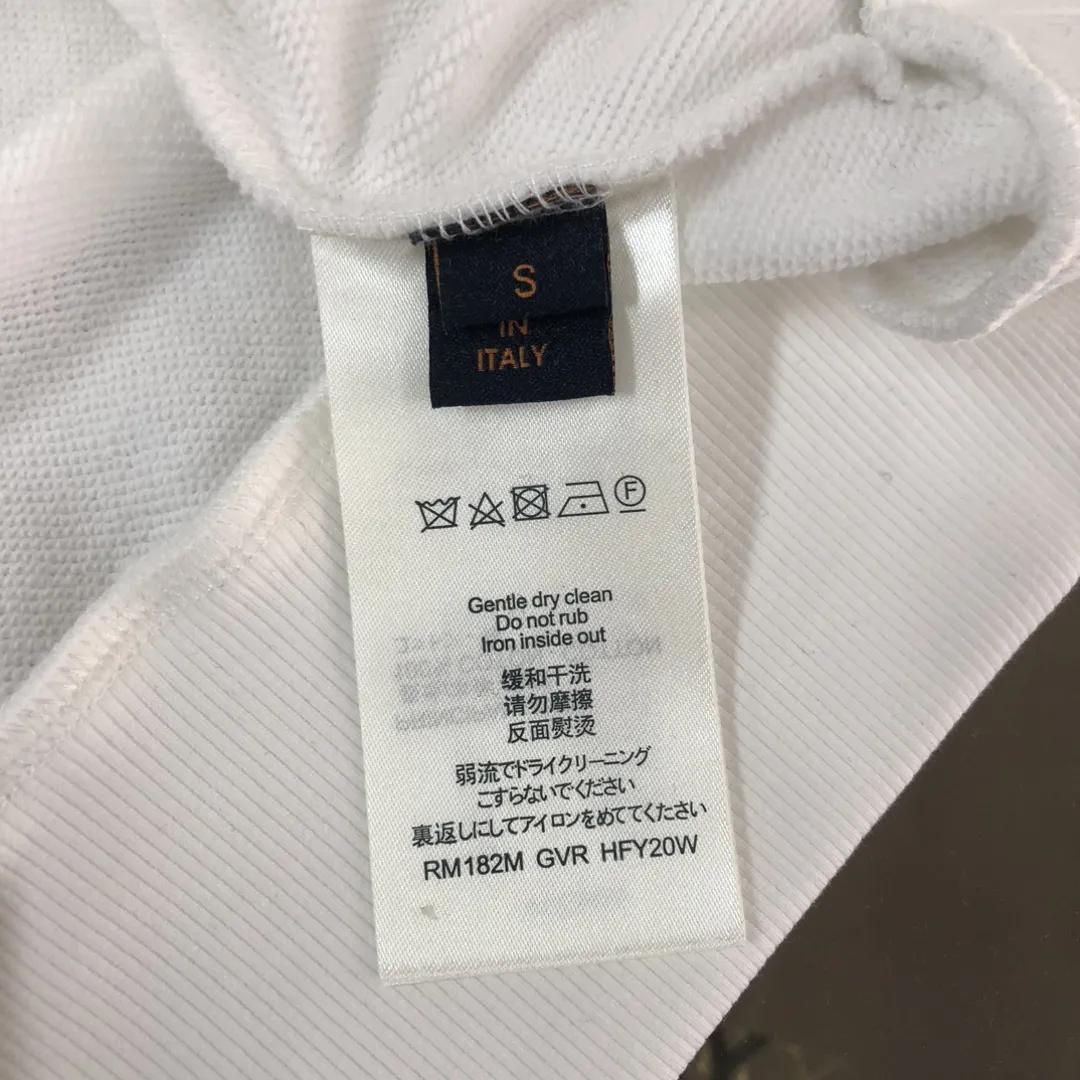 S
IN
ITALY
F
Gentle dry clean
Do not rub
Iron inside out
缓和干洗
请勿摩擦
反面熨烫
弱流でドライクリーニング
こすらないでください
裏返しにしてアイロンをめててください
RM182M GVR HFY20W